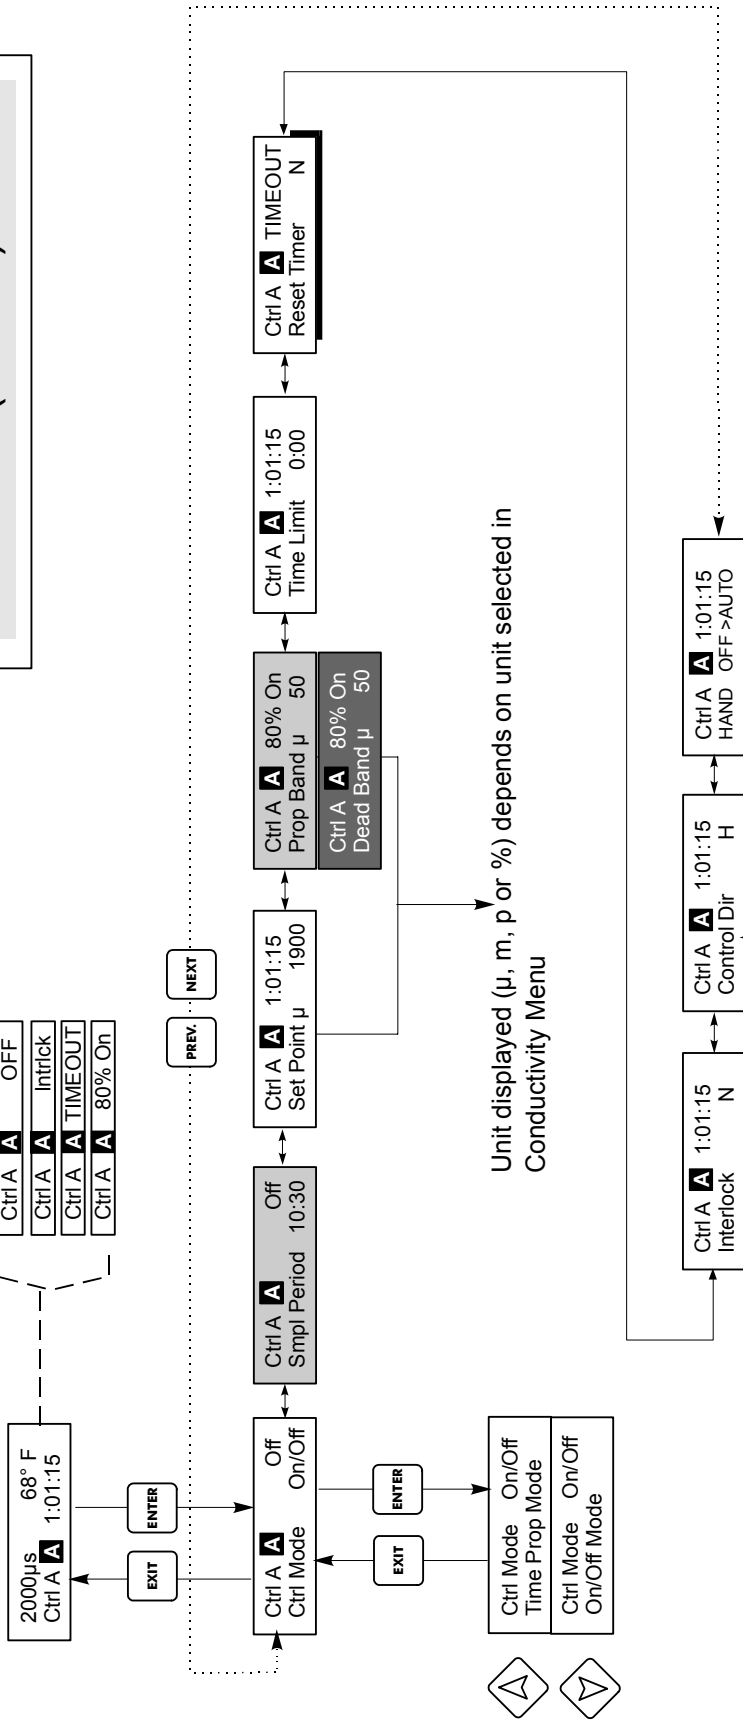 2000µs 68° F
Ctrl A A 1:01:15
Ctrl A A OFF
Ctrl A A Intrlck
Ctrl A A TIMEOUT
Ctrl A A 80% On
EXIT
ENTER
PREV.
NEXT
Ctrl A A Off
Ctrl Mode On/Off
Ctrl A A Off
Smpl Period 10:30
Ctrl A A 1:01:15
Set Point µ 1900
Ctrl A A 80% On
Prop Band µ 50
Ctrl A A 80% On
Dead Band µ 50
Ctrl A A 1:01:15
Time Limit 0:00
Ctrl A A TIMEOUT
Reset Timer N
EXIT
ENTER
Ctrl Mode On/Off
Time Prop Mode
Ctrl Mode On/Off
On/Off Mode
Unit displayed (µ, m, p or %) depends on unit selected in
Conductivity Menu
Ctrl A A 1:01:15
Interlock N
Ctrl A A 1:01:15
Control Dir H
Ctrl A A 1:01:15
HAND OFF >AUTO